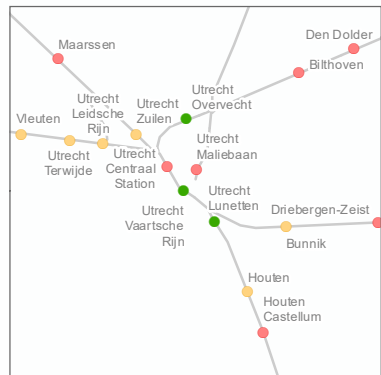 Den Dolder
Maarssen
Bilthoven
Utrecht
Overvecht
Utrecht
Zuilen
Utrecht
Leidsche
Rijn
Vleuten
Utrecht
Maliebaan
Utrecht
Terwijde
Utrecht
Centraal
Station
Utrecht
Lunetten
Driebergen-Zeist
Utrecht
Vaartsche
Rijn
Bunnik
Houten
Houten
Castellum